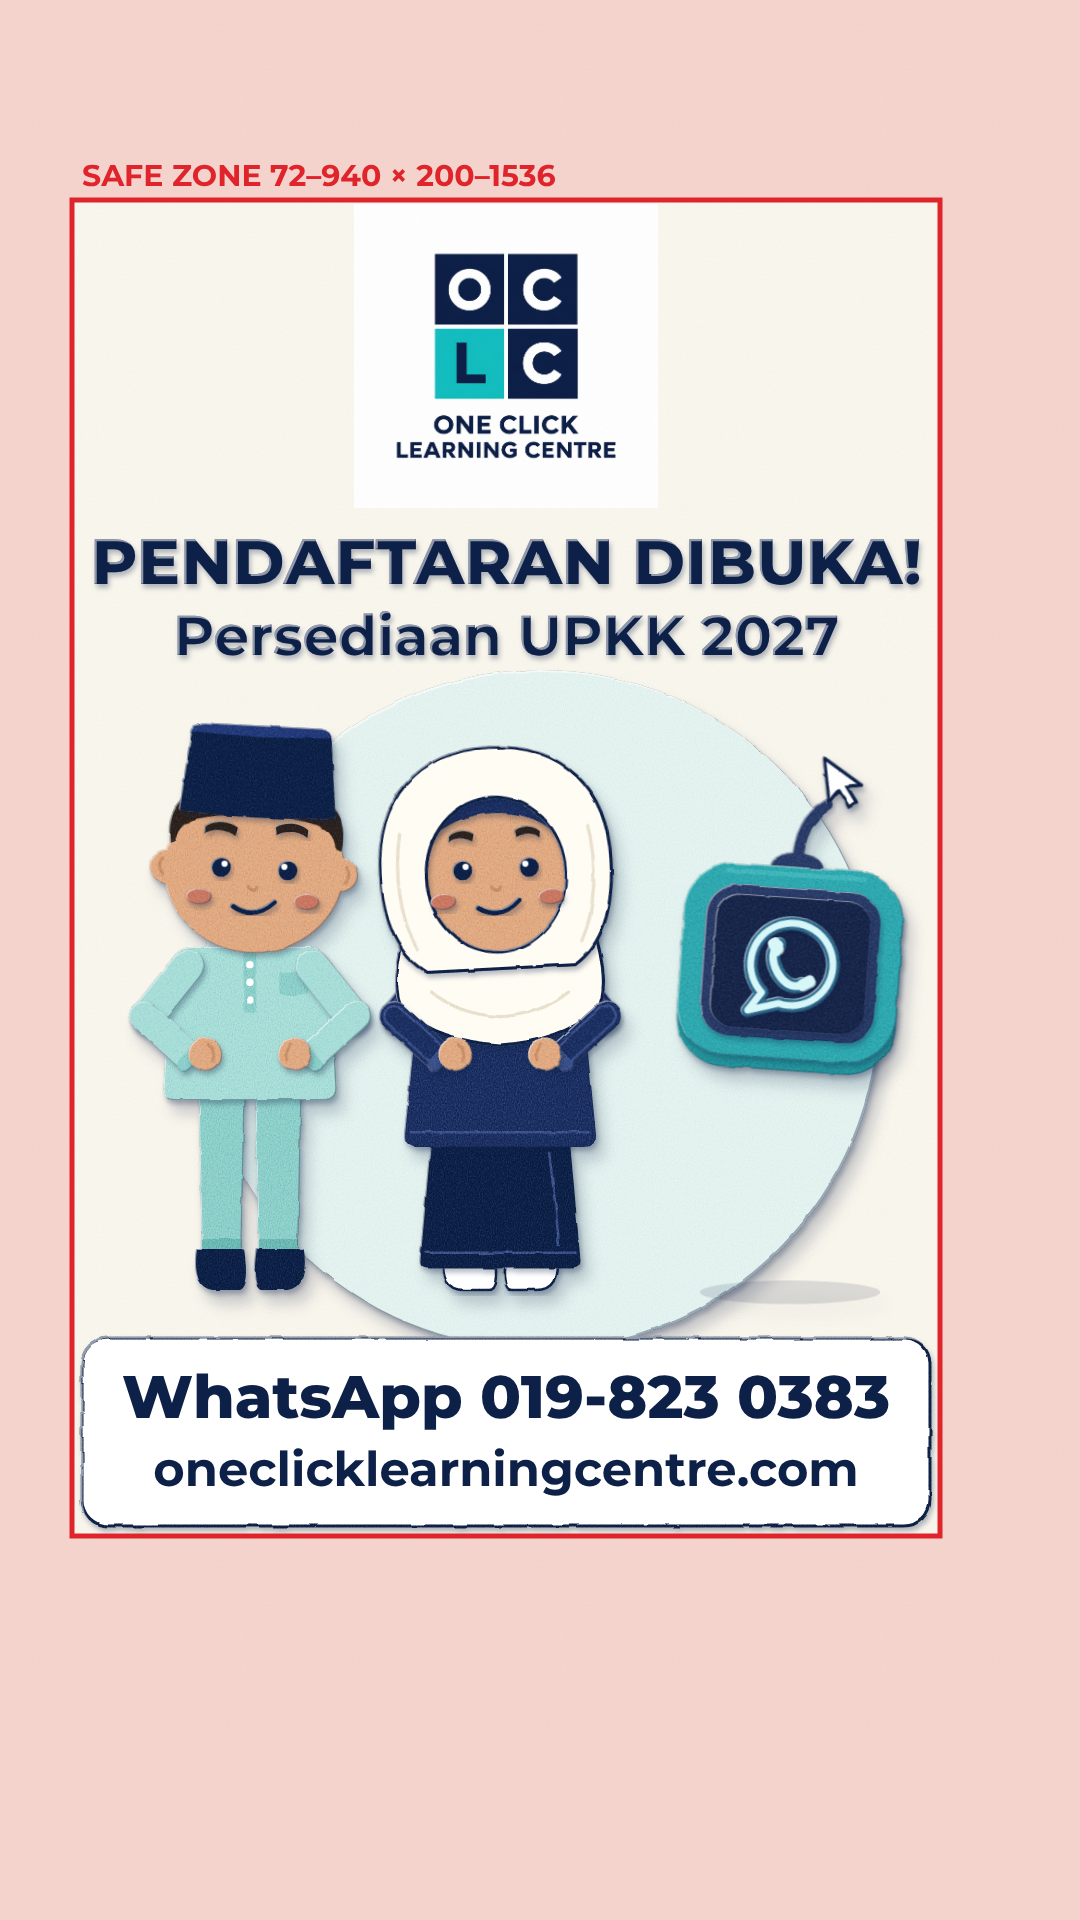 SAFE ZONE 72–940 × 200–1536
O C
L C
ONE CLICK
LEARNING CENTRE
PENDAFTARAN DIBUKA!
Persediaan UPKK 2027
WhatsApp 019-823 0383
oneclicklearningcentre.com